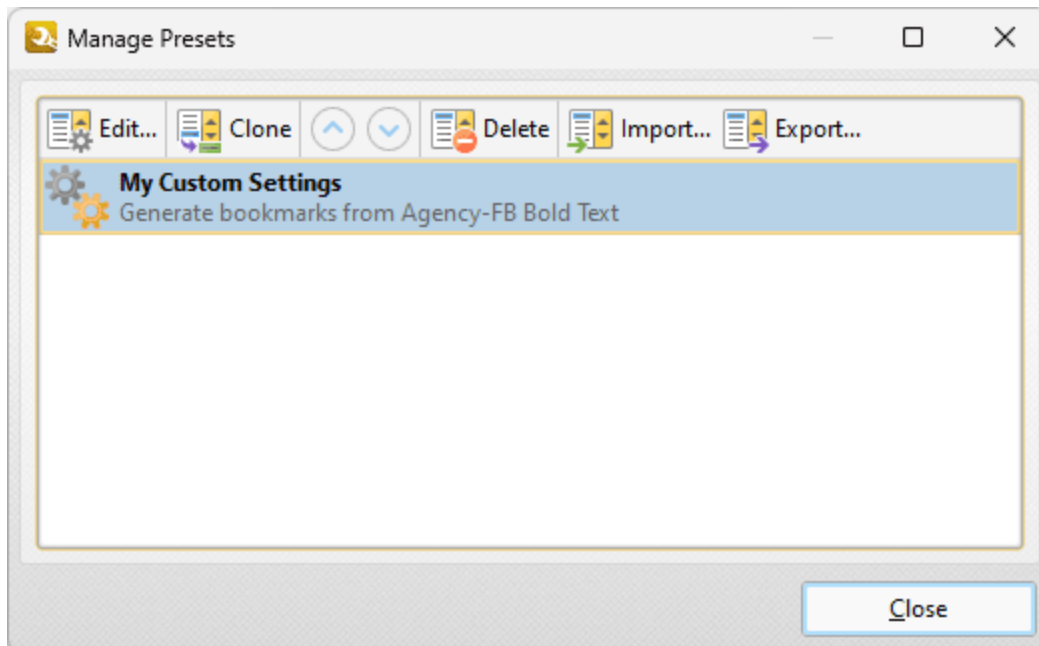 Manage Presets
Edit... Clone Delete Import... Export...
My Custom Settings
Generate bookmarks from Agency-FB Bold Text
Close